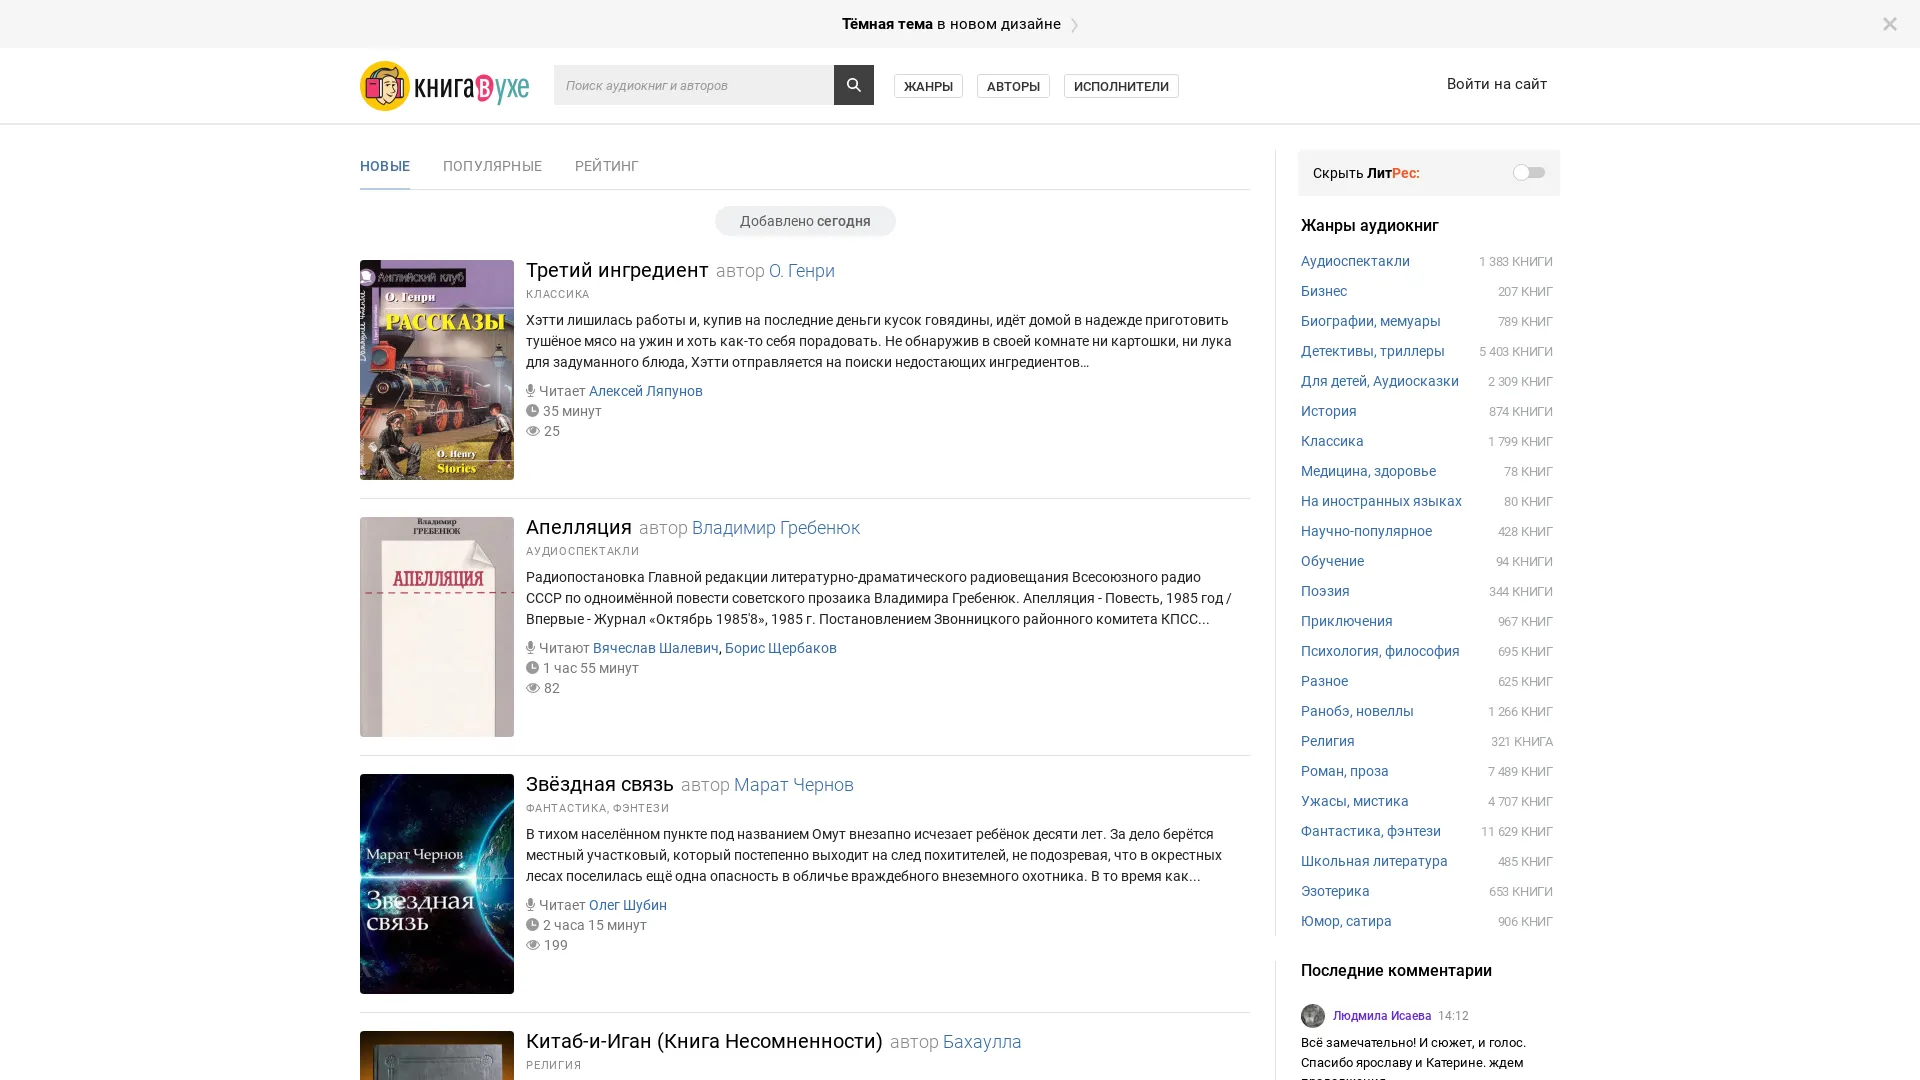 Тёмная тема в новом дизайне
книгавухе
Поиск аудиокниг и авторов
ЖАНРЫ
АВТОРЫ
ИСПОЛНИТЕЛИ
Войти на сайт
НОВЫЕ
ПОПУЛЯРНЫЕ
РЕЙТИНГ
Добавлено сегодня
Английский клуб
О. Генри
РАССКАЗЫ
O. Henry
Stories
Третий ингредиент автор О. Генри
КЛАССИКА
Хэтти лишилась работы и, купив на последние деньги кусок говядины, идёт домой в надежде приготовить
тушёное мясо на ужин и хоть как-то себя порадовать. Не обнаружив в своей комнате ни картошки, ни лука
для задуманного блюда, Хэтти отправляется на поиски недостающих ингредиентов...
Читает Алексей Ляпунов
35 минут
25
Владимир
ГРЕБЕНЮК
АПЕЛЛЯЦИЯ
Апелляция автор Владимир Гребенюк
АУДИОСПЕКТАКЛИ
Радиопостановка Главной редакции литературно-драматического радиовещания Всесоюзного радио
СССР по одноимённой повести советского прозаика Владимира Гребенюк. Апелляция - Повесть, 1985 год /
Впервые - Журнал «Октябрь 1985'8», 1985 г. Постановлением Звонницкого районного комитета КПСС...
Читают Вячеслав Шалевич, Борис Щербаков
1 час 55 минут
82
Марат Чернов
Звездная
связь
Звёздная связь автор Марат Чернов
ФАНТАСТИКА, ФЭНТЕЗИ
В тихом населённом пункте под названием Омут внезапно исчезает ребёнок десяти лет. За дело берётся
местный участковый, который постепенно выходит на след похитителей, не подозревая, что в окрестных
лесах поселилась ещё одна опасность в обличье враждебного внеземного охотника. В то время как...
Читает Олег Шубин
2 часа 15 минут
199
Китаб-и-Иган (Книга Несомненности) автор Бахаулла
РЕЛИГИЯ
Скрыть ЛитРес:
Жанры аудиокниг
Аудиоспектакли 1 383 КНИГИ
Бизнес 207 КНИГ
Биографии, мемуары 789 КНИГ
Детективы, триллеры 5 403 КНИГИ
Для детей, Аудиосказки 2 309 КНИГ
История 874 КНИГИ
Классика 1 799 КНИГ
Медицина, здоровье 78 КНИГ
На иностранных языках 80 КНИГ
Научно-популярное 428 КНИГ
Обучение 94 КНИГИ
Поэзия 344 КНИГИ
Приключения 967 КНИГ
Психология, философия 695 КНИГ
Разное 625 КНИГ
Ранобэ, новеллы 1 266 КНИГ
Религия 321 КНИГА
Роман, проза 7 489 КНИГ
Ужасы, мистика 4 707 КНИГ
Фантастика, фэнтези 11 629 КНИГ
Школьная литература 485 КНИГ
Эзотерика 653 КНИГИ
Юмор, сатира 906 КНИГ
Последние комментарии
Людмила Исаева 14:12
Всё замечательно! И сюжет, и голос.
Спасибо ярославу и Катерине. ждем